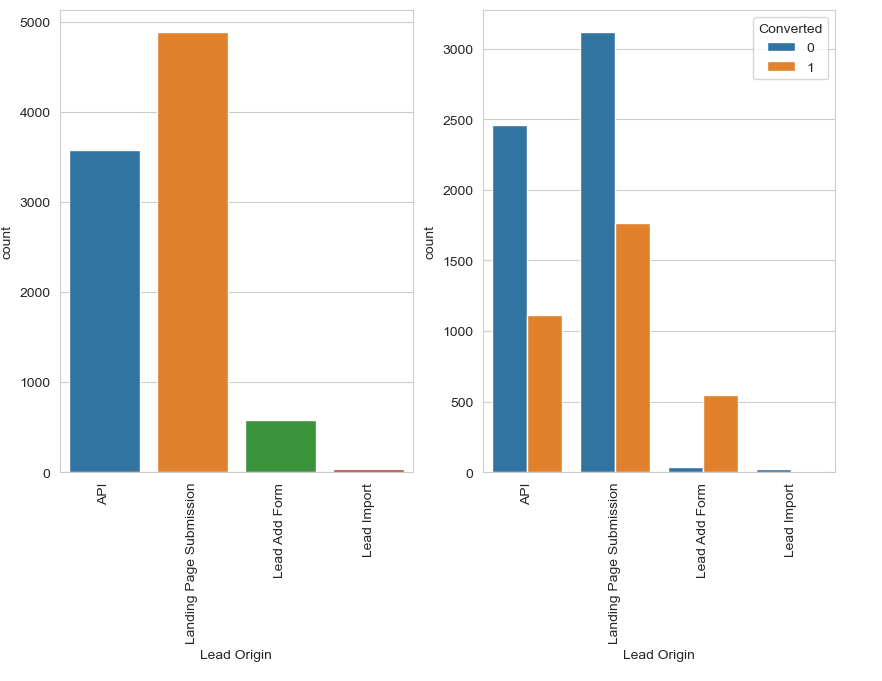 5000
4000
3000
2000
1000
0
count
API
Landing Page Submission
Lead Add Form
Lead Import
Lead Origin
Converted
0
1
3000
2500
2000
1500
1000
500
0
count
API
Landing Page Submission
Lead Add Form
Lead Import
Lead Origin